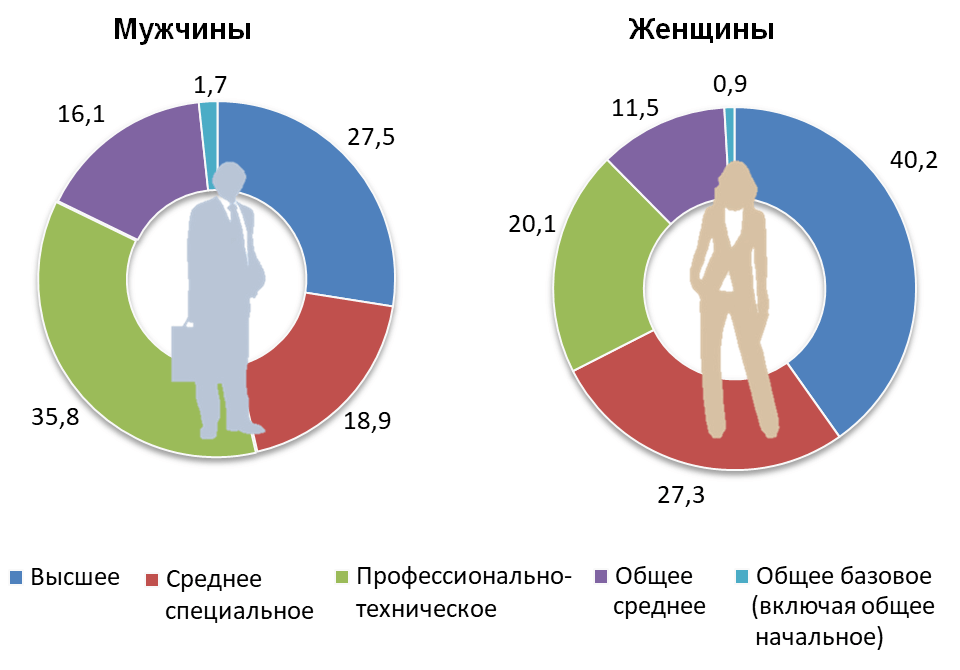 Мужчины
Женщины
1,7
16,1
27,5
35,8
18,9
0,9
11,5
40,2
20,1
27,3
Высшее
Среднее
специальное
Профессионально-
техническое
Общее
среднее
Общее базовое
(включая общее
начальное)